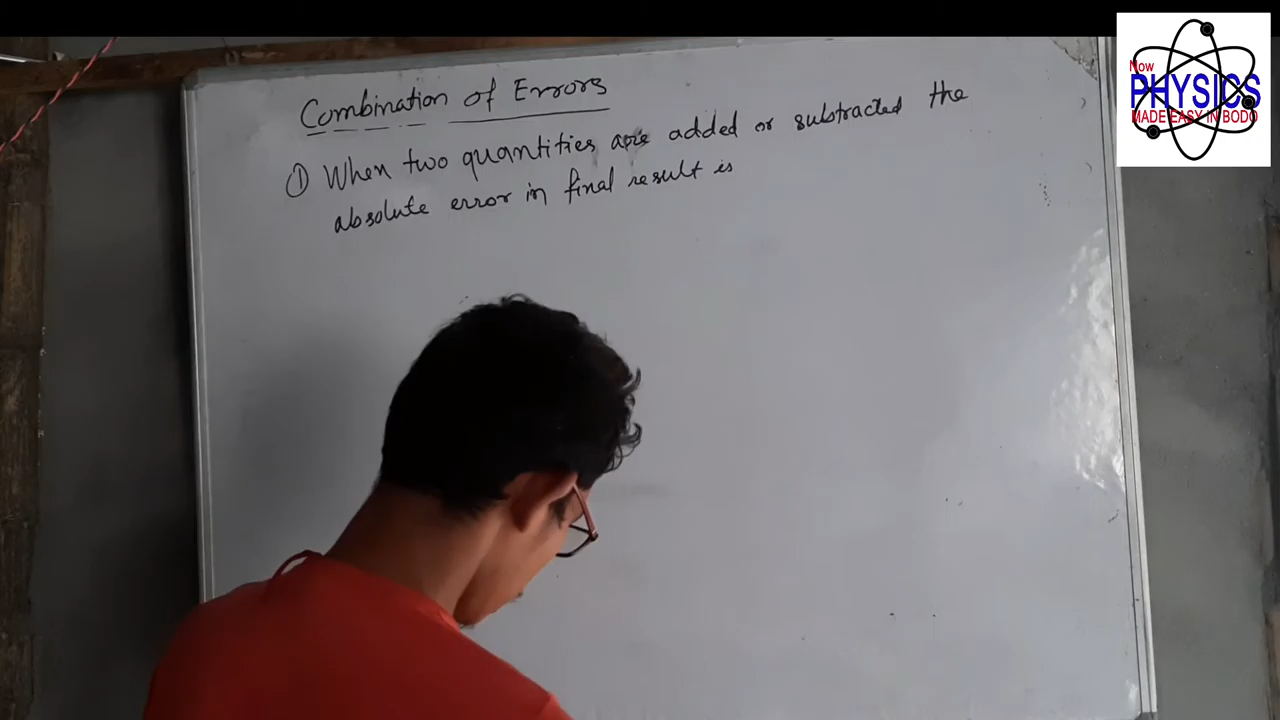 Combination of Errors
① When two quantities are added or substracted the
absolute error in final result is
Now
PHYSICS
MADE EASY IN BODO